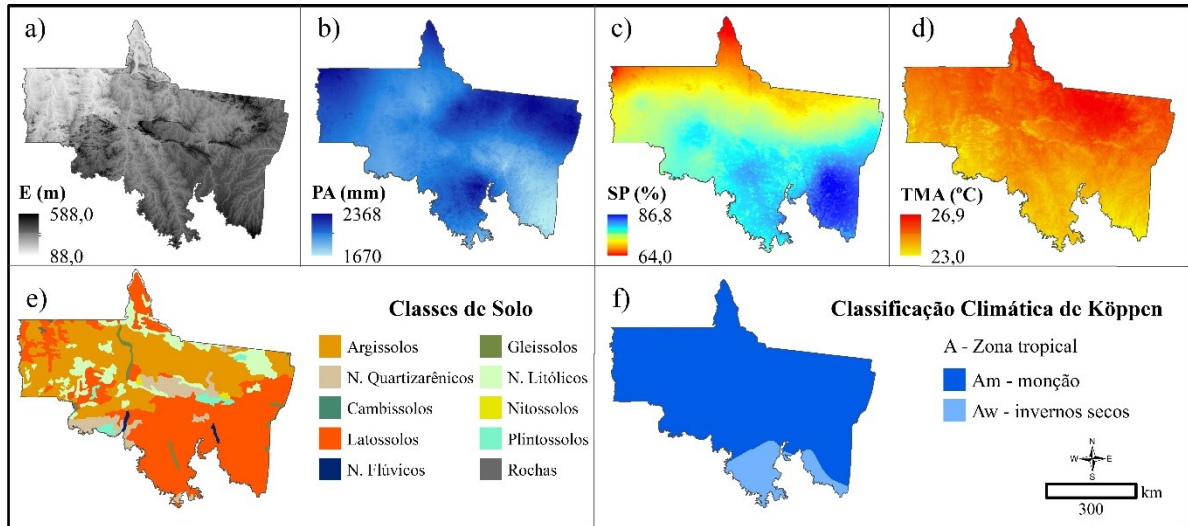 a)
E (m)
588,0
88,0
b)
PA (mm)
2368
1670
c)
SP (%)
86,8
64,0
d)
TMA (ºC)
26,9
23,0
e)
Classes de Solo
Argissolos
N. Quartizarênicos
Cambissolos
Latossolos
N. Flúvicos
Gleissolos
N. Litólicos
Nitossolos
Plintossolos
Rochas
f)
Classificação Climática de Köppen
A - Zona tropical
Am - monção
Aw - invernos secos
N
W E
S
km
300